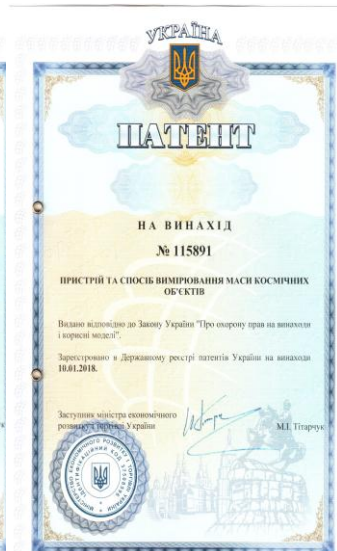 УКРАЇНА
ПАТЕНТ
НА ВИНАХІД
№ 115891
ПРИСТРІЙ ТА СПОСІБ ВИМІРЮВАННЯ МАСИ КОСМІЧНИХ
ОБ'ЄКТІВ
Видано відповідно до Закону України "Про охорону прав на винаходи
і корисні моделі".
Зареєстровано в Державному реєстрі патентів України на винаходи
10.01.2018.
Заступник міністра економічного
розвитку і торгівлі України
М.І. Тітарчук